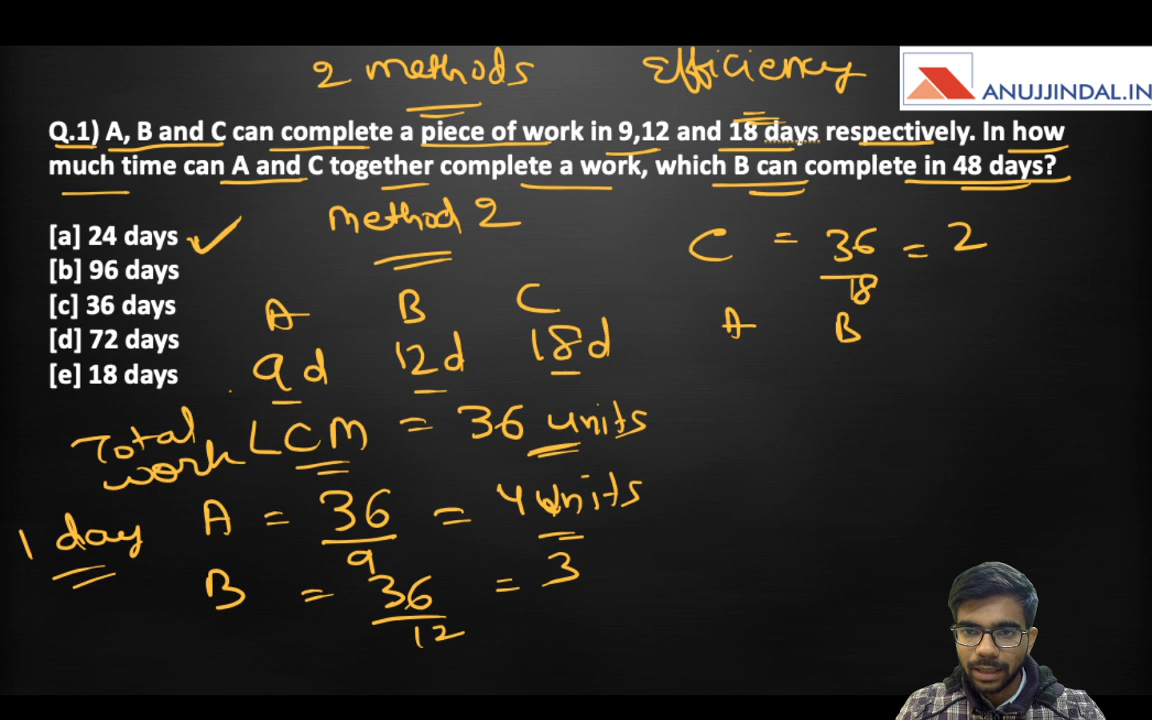 2 methods Efficiency
ANUJJINDAL.IN
Q.1) A, B and C can complete a piece of work in 9,12 and 18 days respectively. In how
much time can A and C together complete a work, which B can complete in 48 days?
[a] 24 days ✓
[b] 96 days
[c] 36 days
[d] 72 days
[e] 18 days
method 2
A B C
9d 12d 18d
Total work LCM = 36 units
1 day A = 36/9 = 4 units
B = 36/12 = 3
C = 36/18 = 2
A B